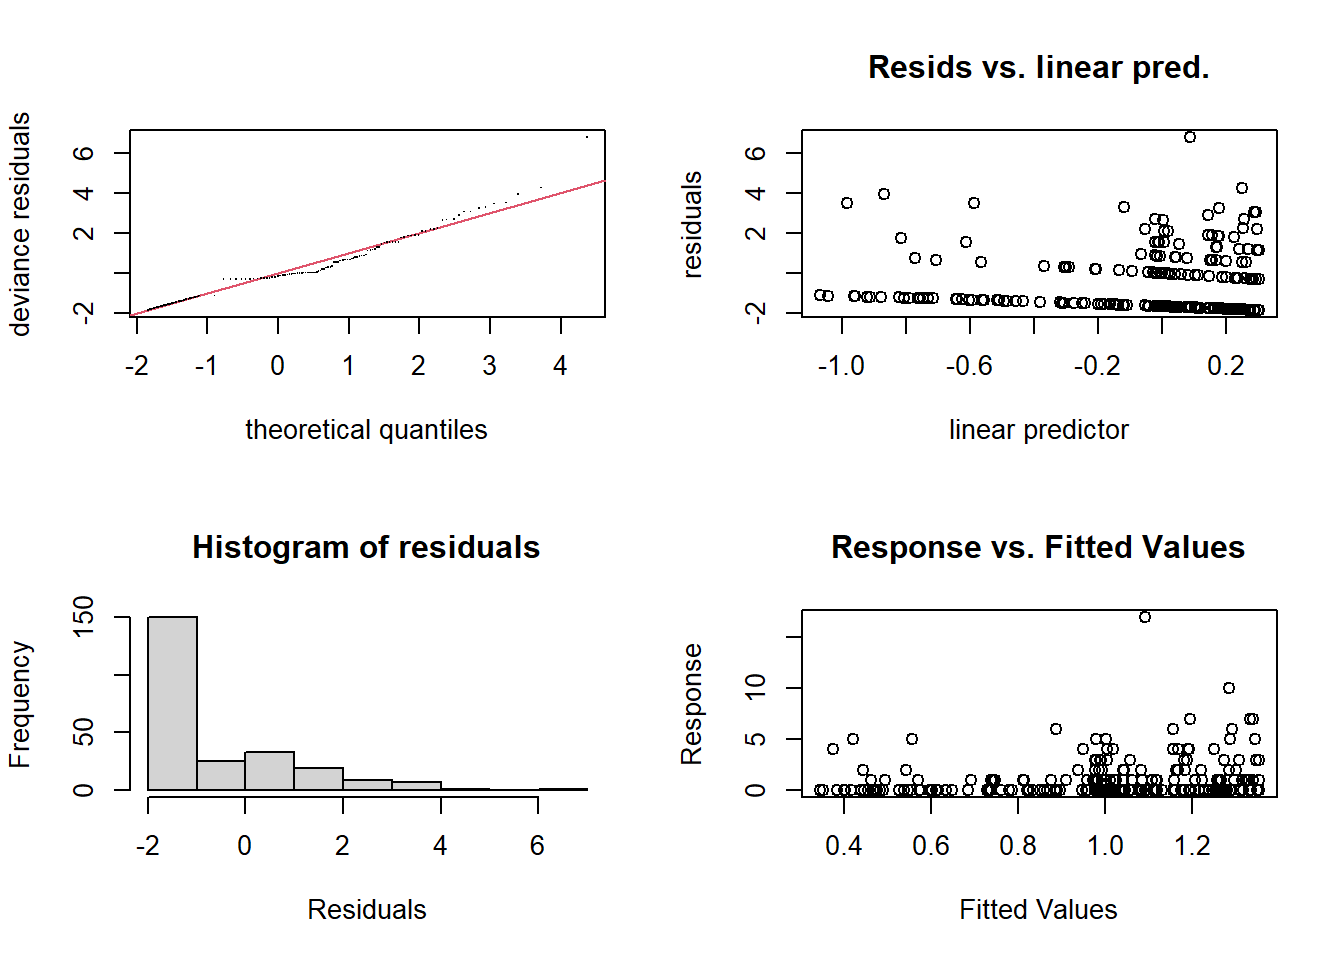 deviance residuals
6
4
2
-2
-2 -1 0 1 2 3 4
theoretical quantiles
Resids vs. linear pred.
residuals
6
4
2
-2
-1.0 -0.6 -0.2 0.2
linear predictor
Histogram of residuals
Frequency
150
50
0
-2 0 2 4 6
Residuals
Response vs. Fitted Values
Response
10
5
0
0.4 0.6 0.8 1.0 1.2
Fitted Values